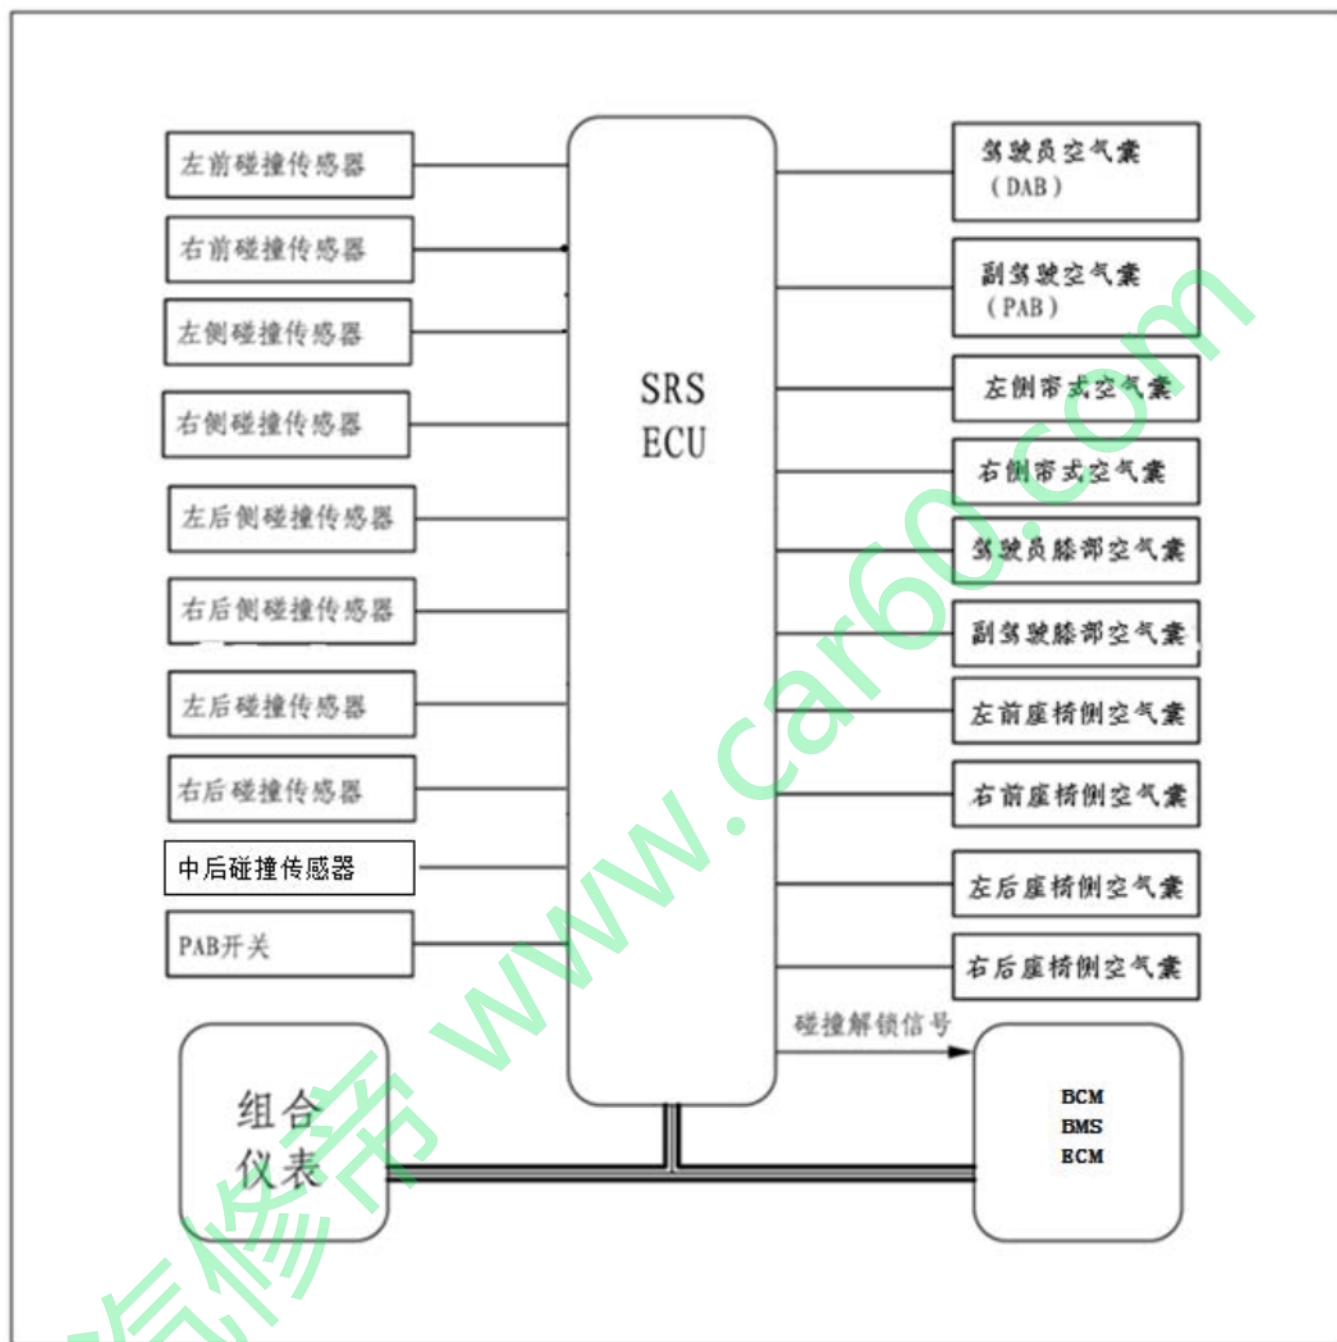 左前碰撞传感器
右前碰撞传感器
左侧碰撞传感器
右侧碰撞传感器
左后侧碰撞传感器
右后侧碰撞传感器
左后碰撞传感器
右后碰撞传感器
中后碰撞传感器
PAB开关
组合
仪表
SRS
ECU
驾驶员空气囊
(DAB)
副驾驶空气囊
(PAB)
左侧帘式空气囊
右侧帘式空气囊
驾驶员膝部空气囊
副驾驶膝部空气囊
左前座椅侧空气囊
右前座椅侧空气囊
左后座椅侧空气囊
右后座椅侧空气囊
碰撞解锁信号
BCM
BMS
ECM
汽修帝 www.car60.com